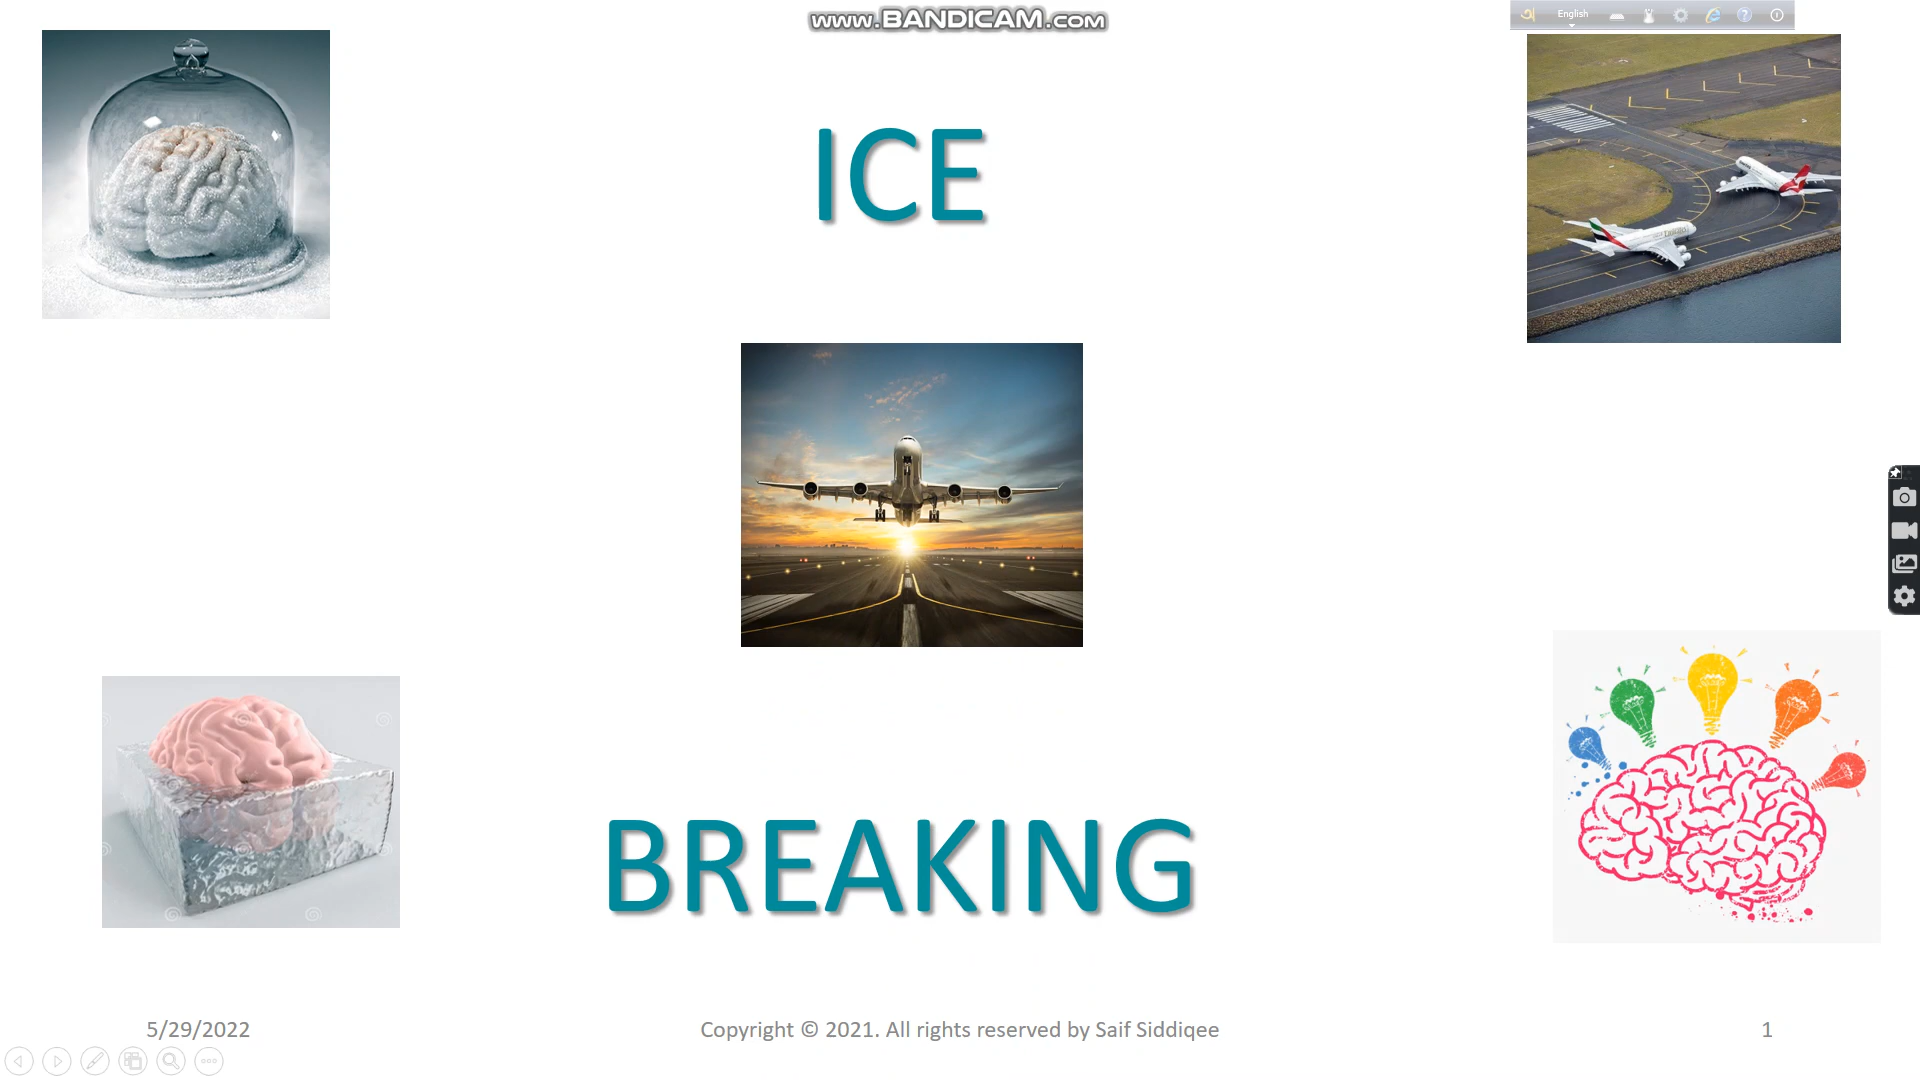 www.BANDICAM.com
English
ICE
BREAKING
5/29/2022
Copyright © 2021. All rights reserved by Saif Siddiqee
1